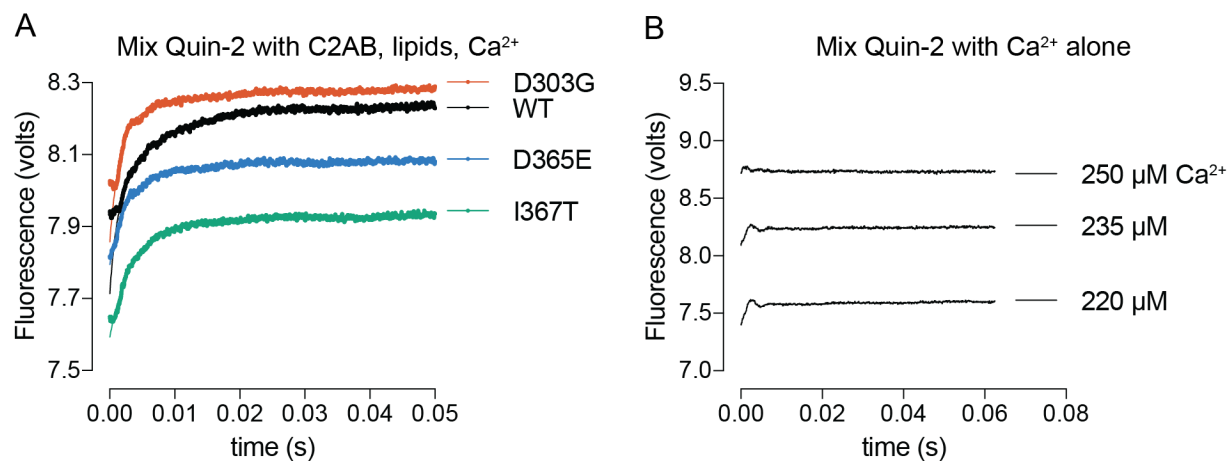 A
Mix Quin-2 with C2AB, lipids, Ca²⁺
Fluorescence (volts)
8.3
8.1
7.9
7.7
7.5
D303G
WT
D365E
I367T
0.00
0.01
0.02
0.03
0.04
0.05
time (s)
B
Mix Quin-2 with Ca²⁺ alone
Fluorescence (volts)
9.5
9.0
8.5
8.0
7.5
7.0
250 µM Ca²⁺
235 µM
220 µM
0.00
0.02
0.04
0.06
0.08
time (s)